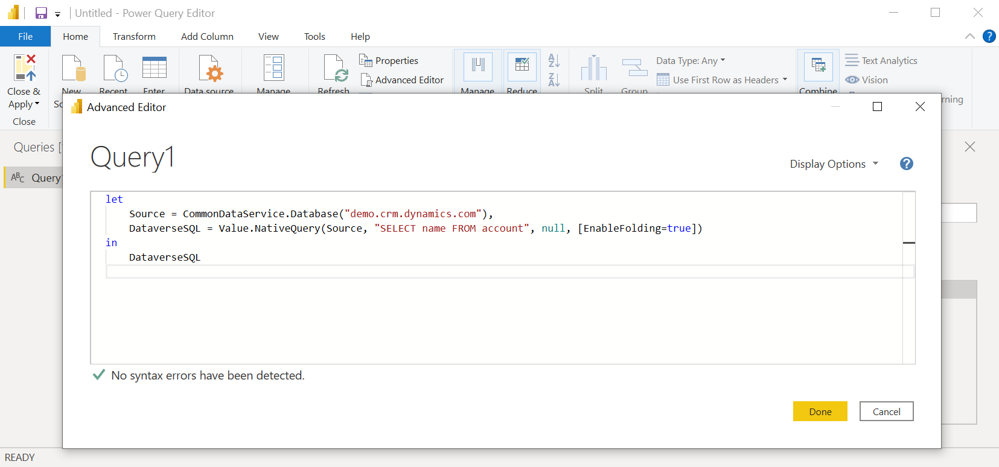 Untitled - Power Query Editor
File Home Transform Add Column View Tools Help
Close & Apply
Close
New
Recent
Enter
Data source
Manage
Refresh
Properties
Advanced Editor
Manage
Reduce
Split
Group
Data Type: Any
Use First Row as Headers
Combine
Text Analytics
Vision
Queries [
ABC Query1
Advanced Editor
Query1
Display Options
let
Source = CommonDataService.Database("demo.crm.dynamics.com"),
DataverseSQL = Value.NativeQuery(Source, "SELECT name FROM account", null, [EnableFolding=true])
in
DataverseSQL
No syntax errors have been detected.
Done Cancel
READY